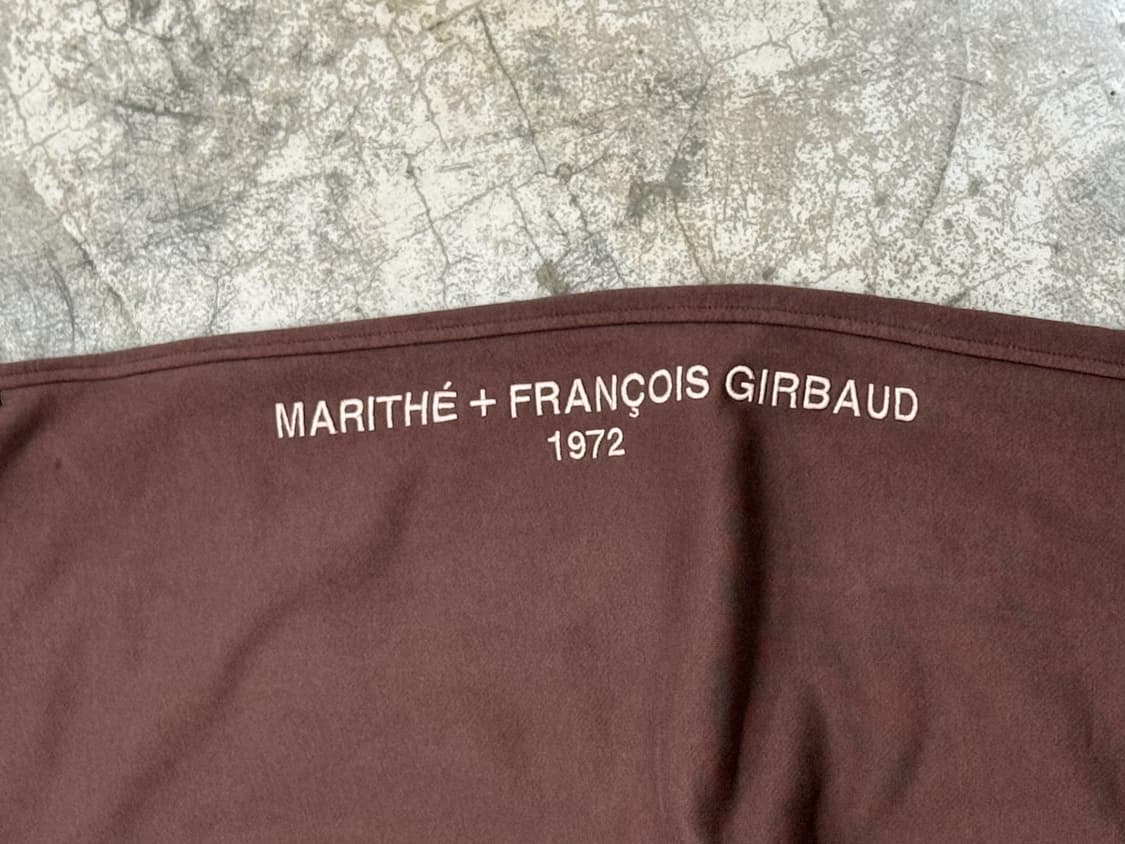 MARITHÉ + FRANÇOIS GIRBAUD
1972